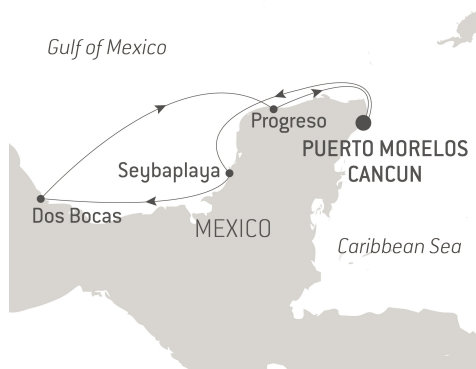 Gulf of Mexico
Progreso
PUERTO MORELOS
CANCUN
Seybaplaya
Dos Bocas
MEXICO
Caribbean Sea